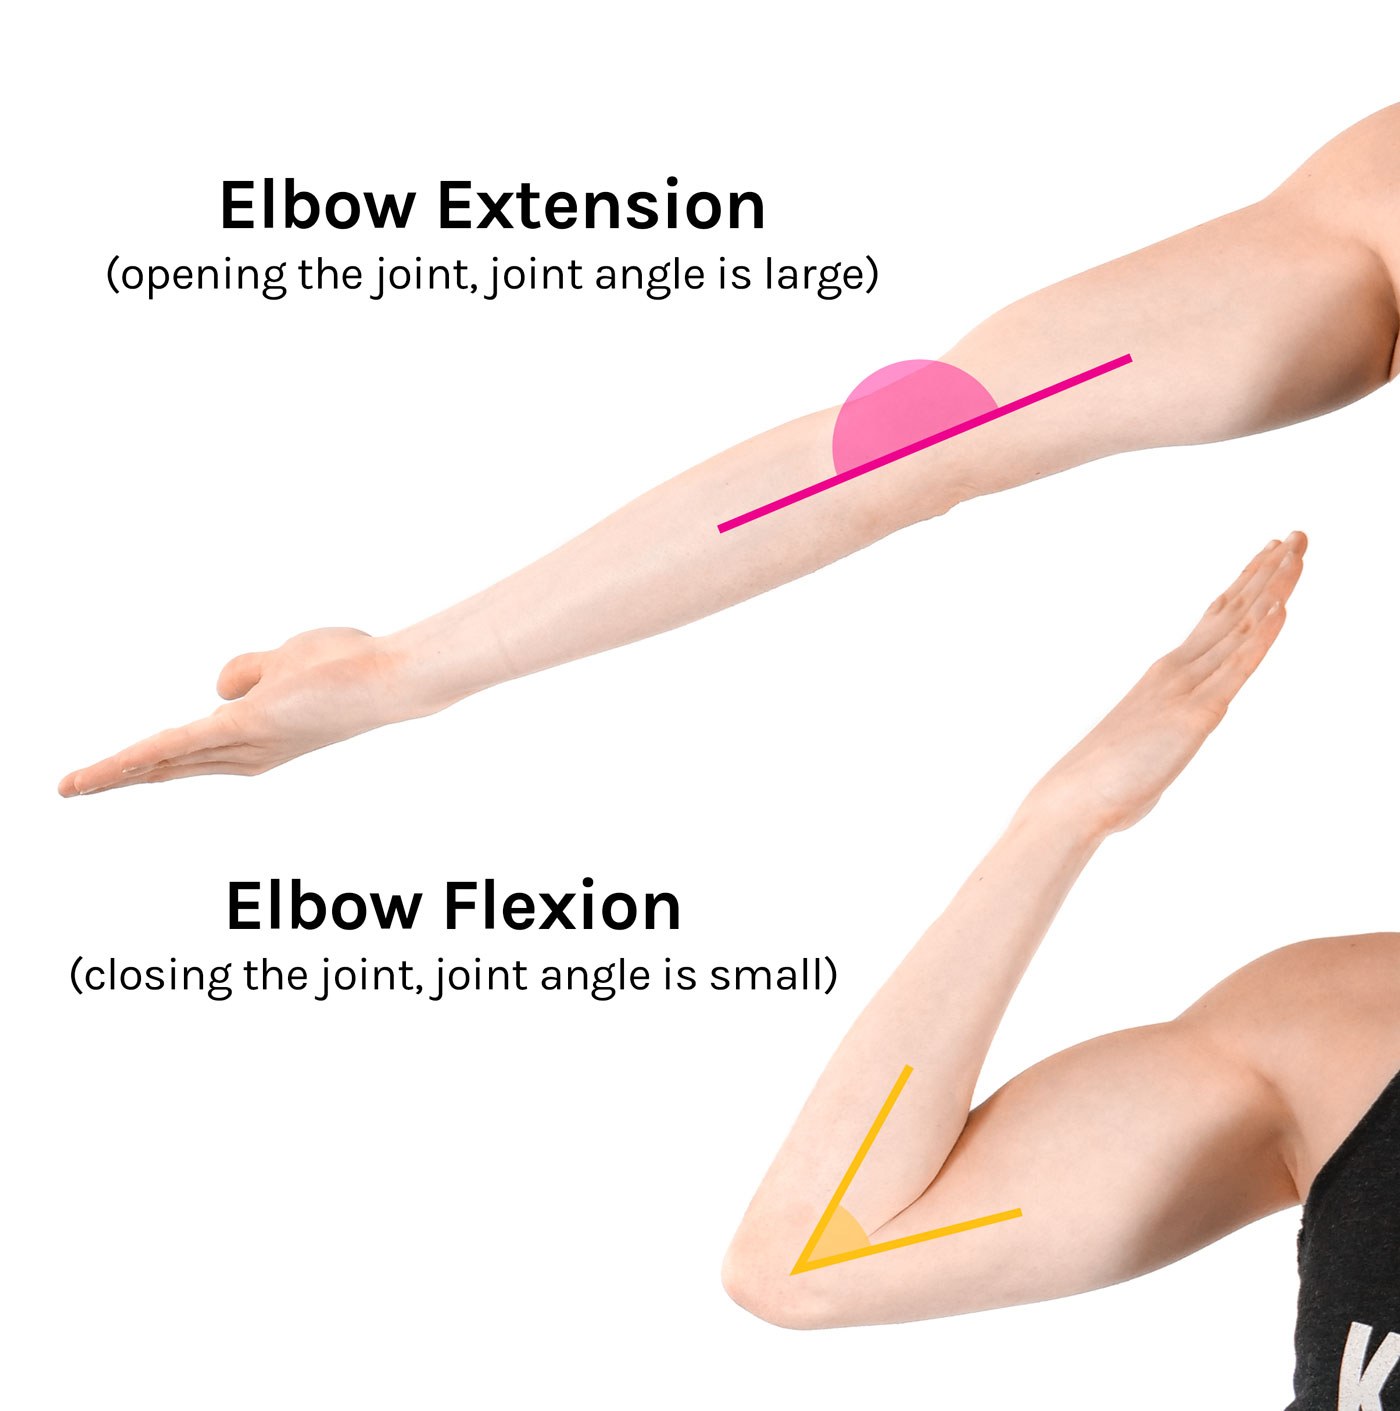 Elbow Extension
(opening the joint, joint angle is large)
Elbow Flexion
(closing the joint, joint angle is small)
K